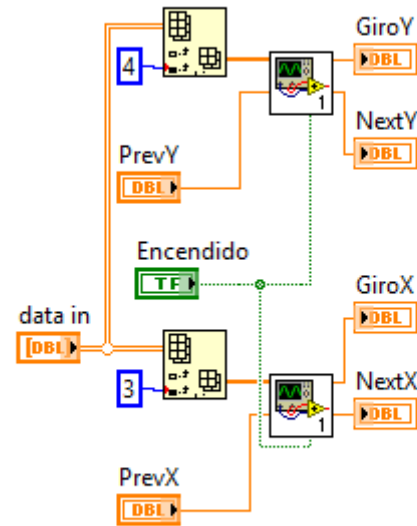 GiroY
4
1
DBL
NextY
PrevY
DBL
DBL
Encendido
TF
GiroX
data in
DBL
[DBL]
NextX
3
1
DBL
PrevX
DBL